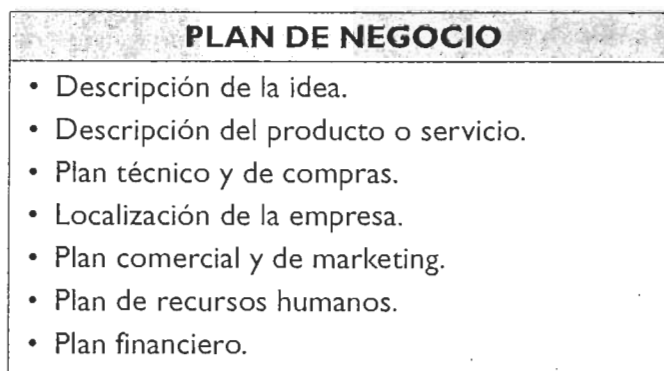 PLAN DE NEGOCIO
• Descripción de la idea.
• Descripción del producto o servicio.
• Plan técnico y de compras.
• Localización de la empresa.
• Plan comercial y de marketing.
• Plan de recursos humanos.
• Plan financiero.